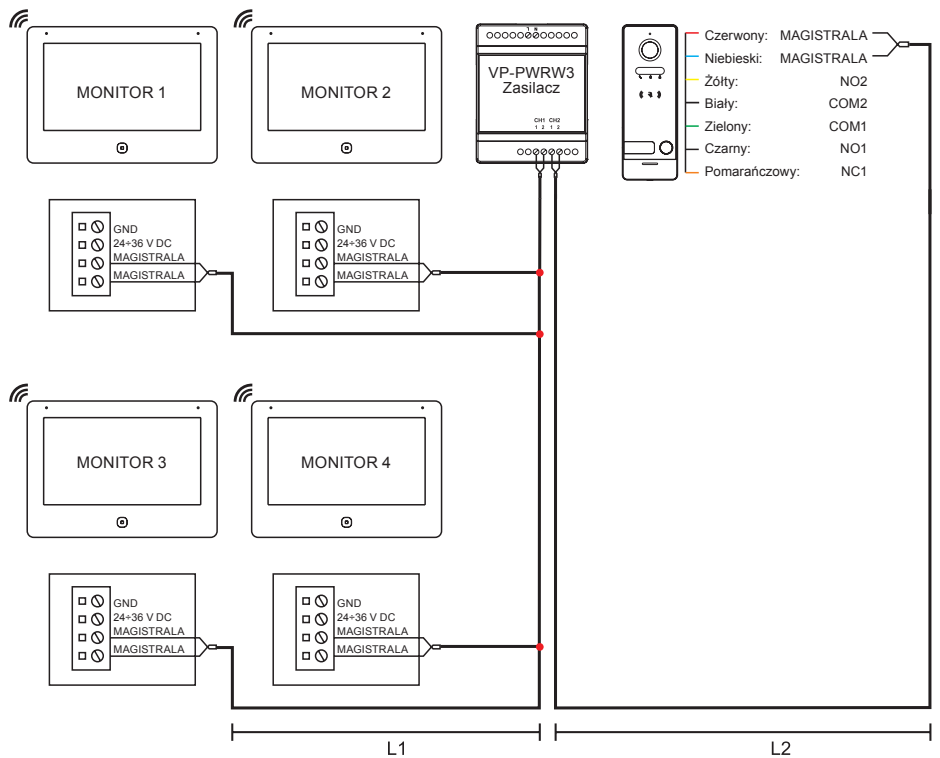 MONITOR 1
MONITOR 2
VP-PWRW3
Zasilacz
CH1 CH2
1 2 1 2
Czerwony: MAGISTRALA
Niebieski: MAGISTRALA
Żółty: NO2
Biały: COM2
Zielony: COM1
Czarny: NO1
Pomarańczowy: NC1
GND
24÷36 V DC
MAGISTRALA
MAGISTRALA
GND
24÷36 V DC
MAGISTRALA
MAGISTRALA
MONITOR 3
MONITOR 4
GND
24÷36 V DC
MAGISTRALA
MAGISTRALA
GND
24÷36 V DC
MAGISTRALA
MAGISTRALA
L1
L2